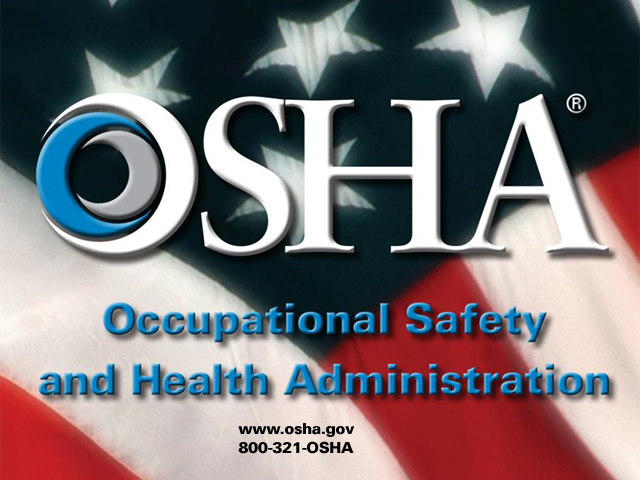 OSHA®
Occupational Safety
and Health Administration
www.osha.gov
800-321-OSHA